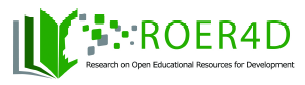 ROER4D
Research on Open Educational Resources for Development